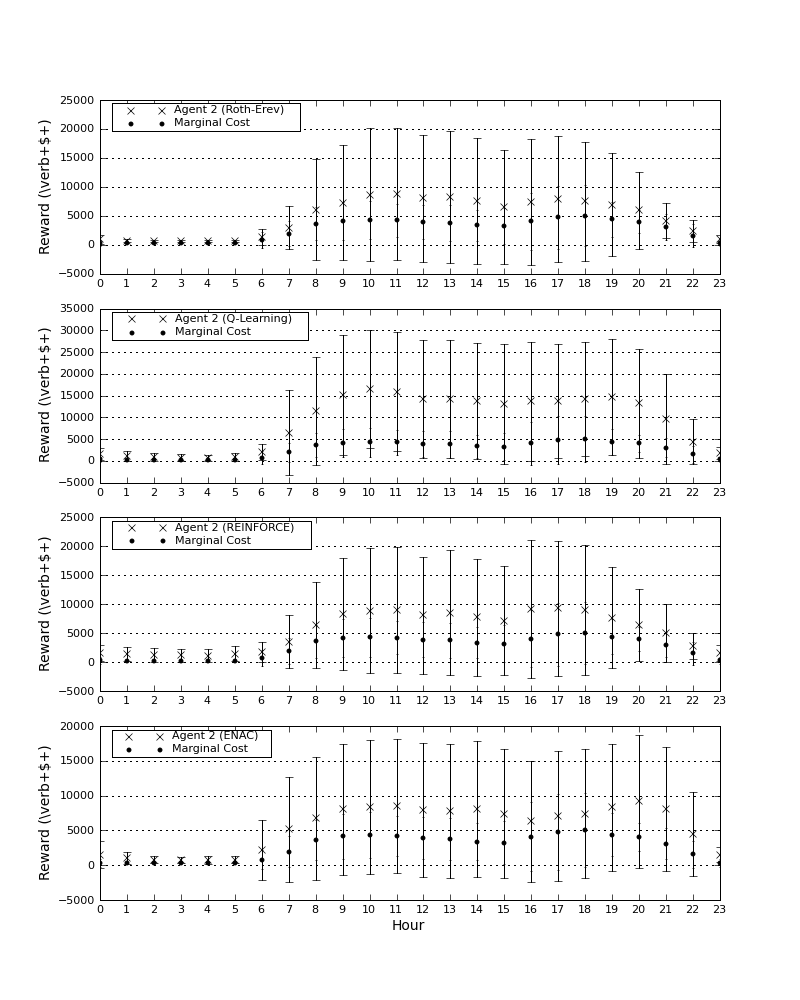 25000
20000
15000
10000
5000
0
−5000
Reward (\verb+$+)
Agent 2 (Roth-Erev)
Marginal Cost
0 1 2 3 4 5 6 7 8 9 10 11 12 13 14 15 16 17 18 19 20 21 22 23
35000
30000
25000
20000
15000
10000
5000
0
−5000
Reward (\verb+$+)
Agent 2 (Q-Learning)
Marginal Cost
0 1 2 3 4 5 6 7 8 9 10 11 12 13 14 15 16 17 18 19 20 21 22 23
25000
20000
15000
10000
5000
0
−5000
Reward (\verb+$+)
Agent 2 (REINFORCE)
Marginal Cost
0 1 2 3 4 5 6 7 8 9 10 11 12 13 14 15 16 17 18 19 20 21 22 23
20000
15000
10000
5000
0
−5000
Reward (\verb+$+)
Agent 2 (ENAC)
Marginal Cost
0 1 2 3 4 5 6 7 8 9 10 11 12 13 14 15 16 17 18 19 20 21 22 23
Hour